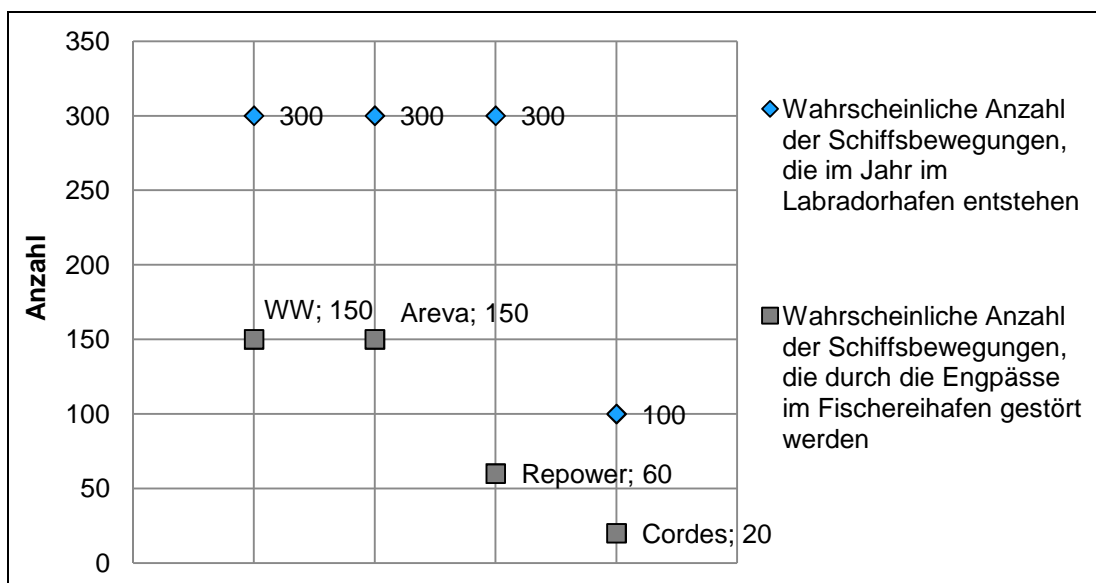 350
300
250
200
150
100
50
0
Anzahl
300
300
300
100
WW; 150
Areva; 150
Repower; 60
Cordes; 20
Wahrscheinliche Anzahl
der Schiffsbewegungen,
die im Jahr im
Labradorhafen entstehen
Wahrscheinliche Anzahl
der Schiffsbewegungen,
die durch die Engpässe
im Fischereihafen gestört
werden